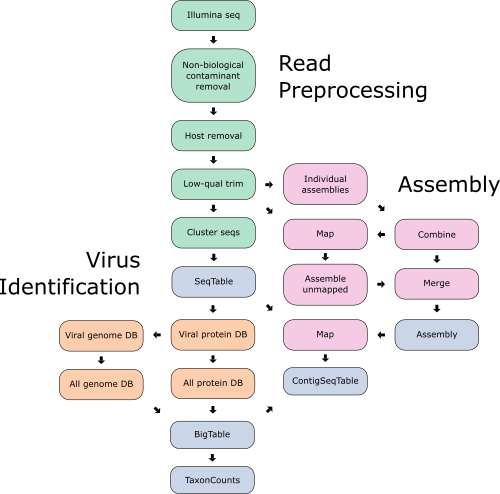 Illumina seq
Non-biological
contaminant
removal
Read
Preprocessing
Host removal
Low-qual trim
Individual
assemblies
Assembly
Cluster seqs
Map
Combine
Virus
Identification
SeqTable
Assemble
unmapped
Merge
Viral genome DB
Viral protein DB
Map
Assembly
All genome DB
All protein DB
ContigSeqTable
BigTable
TaxonCounts